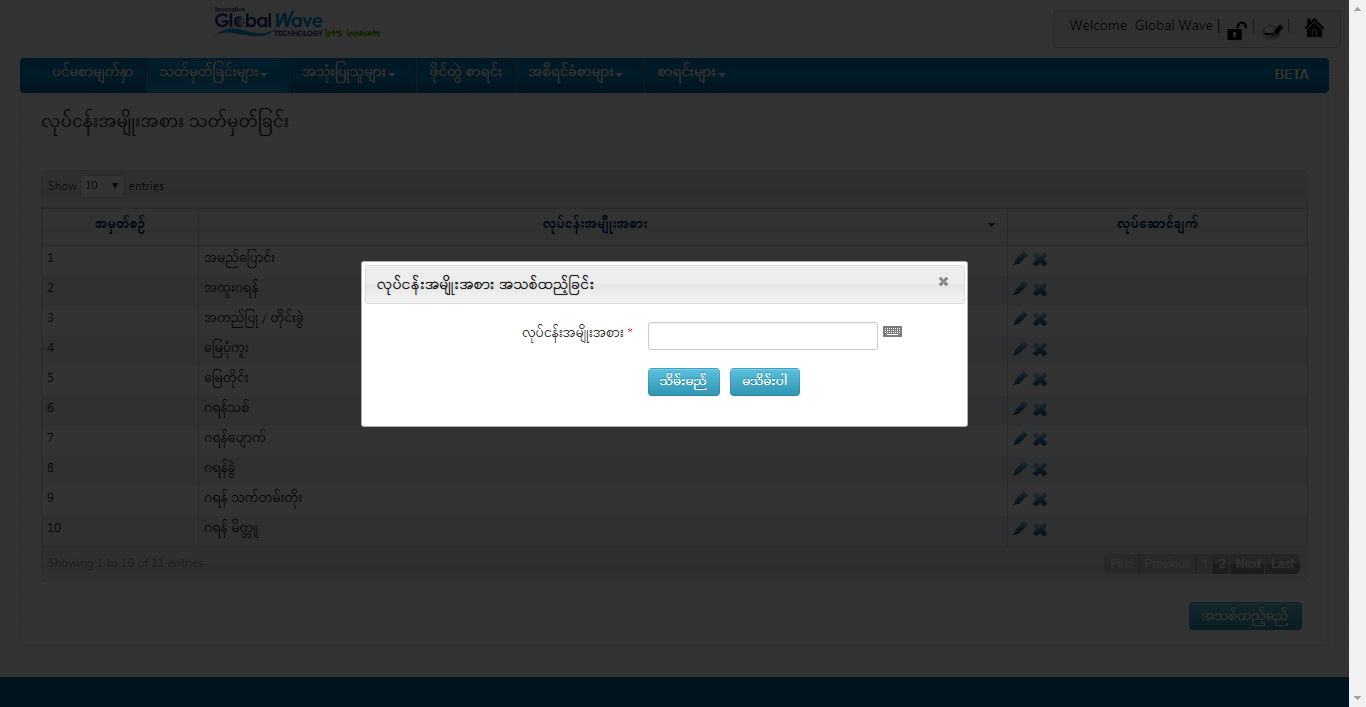 Innovative
Global Wave
TECHNOLOGY let's innovate
Welcome Global Wave
ပင်မစာမျက်နှာ သတ်မှတ်ခြင်းများ အသုံးပြုသူများ ဖိုင်တွဲ စာရင်း အစီရင်ခံစာများ စာရင်းများ BETA
လုပ်ငန်းအမျိုးအစား သတ်မှတ်ခြင်း
Show 10 entries
အမှတ်စဉ် လုပ်ငန်းအမျိုးအစား လုပ်ဆောင်ချက်
1 အမည်ပြောင်း
2 အထူးဂရန်
3 အတည်ပြု / တိုင်းခွဲ
4 မြေပုံကူး
5 မြေတိုင်း
6 ဂရန်သစ်
7 ဂရန်ပျောက်
8 ဂရန်ခွဲ
9 ဂရန် သက်တမ်းတိုး
10 ဂရန် မိတ္တူ
Showing 1 to 10 of 11 entries First Previous 1 2 Next Last
အသစ်ထည့်မည်
လုပ်ငန်းအမျိုးအစား အသစ်ထည့်ခြင်း
လုပ်ငန်းအမျိုးအစား *
သိမ်းမည် မသိမ်းပါ